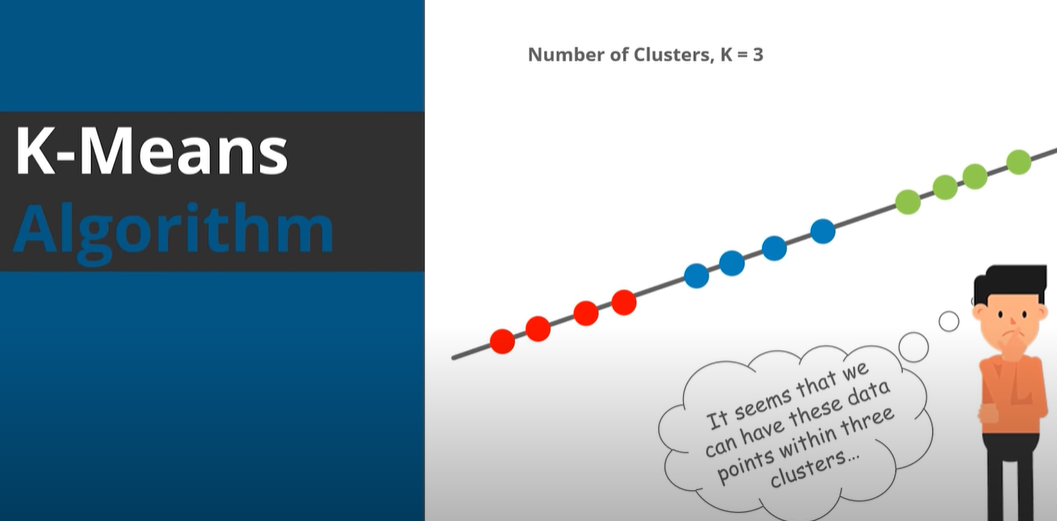 K-Means
Algorithm
Number of Clusters, K = 3
It seems that we
can have these data
points within three
clusters...